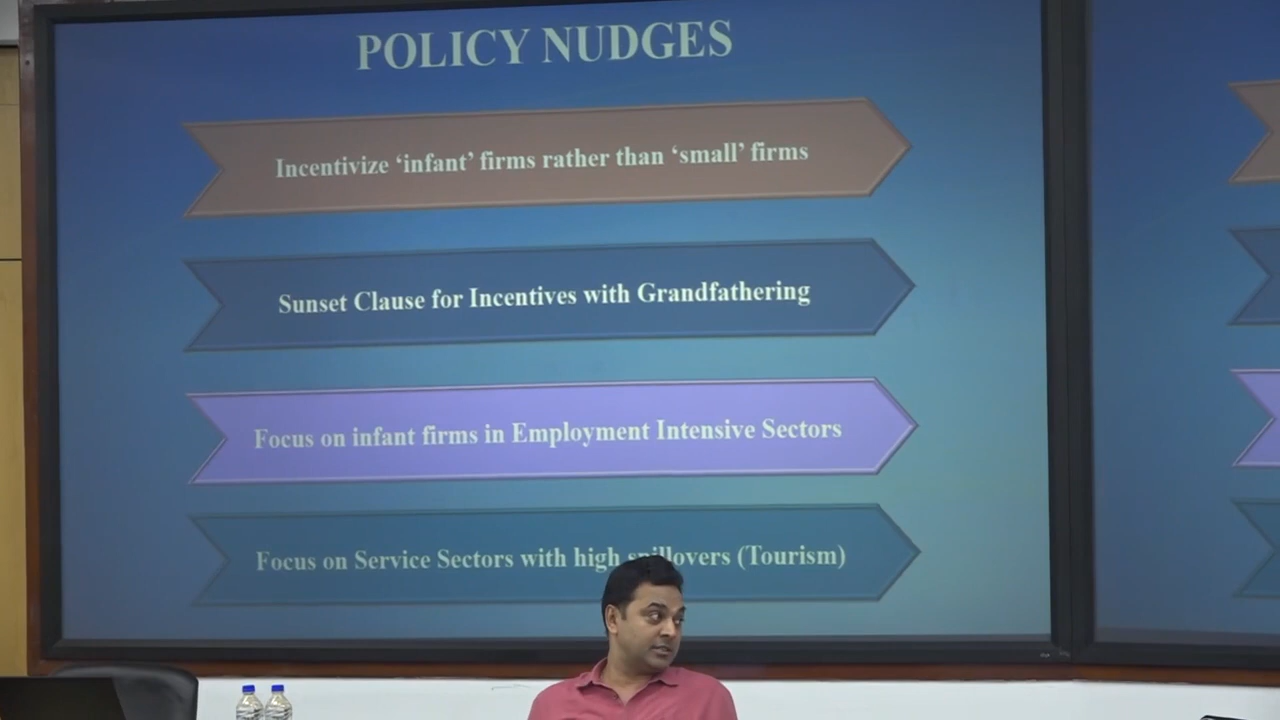 POLICY NUDGES
Incentivize ‘infant’ firms rather than ‘small’ firms
Sunset Clause for Incentives with Grandfathering
Focus on infant firms in Employment Intensive Sectors
Focus on Service Sectors with high spillovers (Tourism)